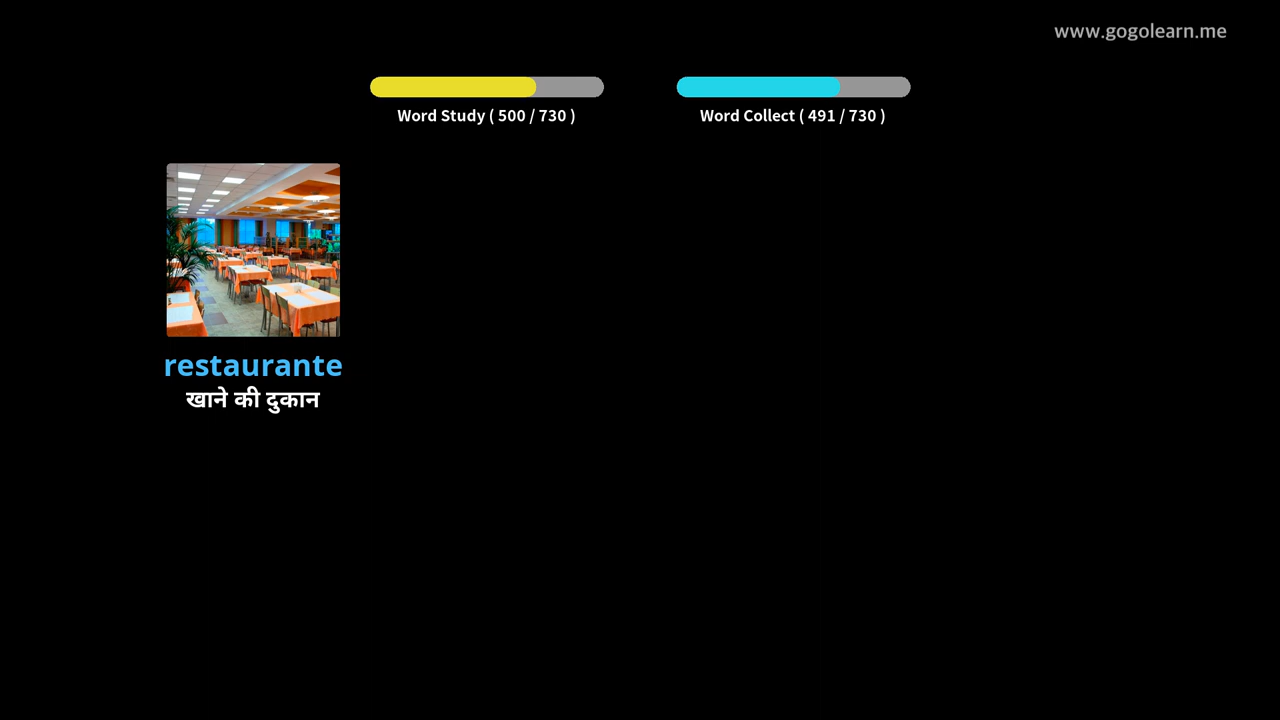 www.gogolearn.me
Word Study ( 500 / 730 )
Word Collect ( 491 / 730 )
restaurante
खाने की दुकान